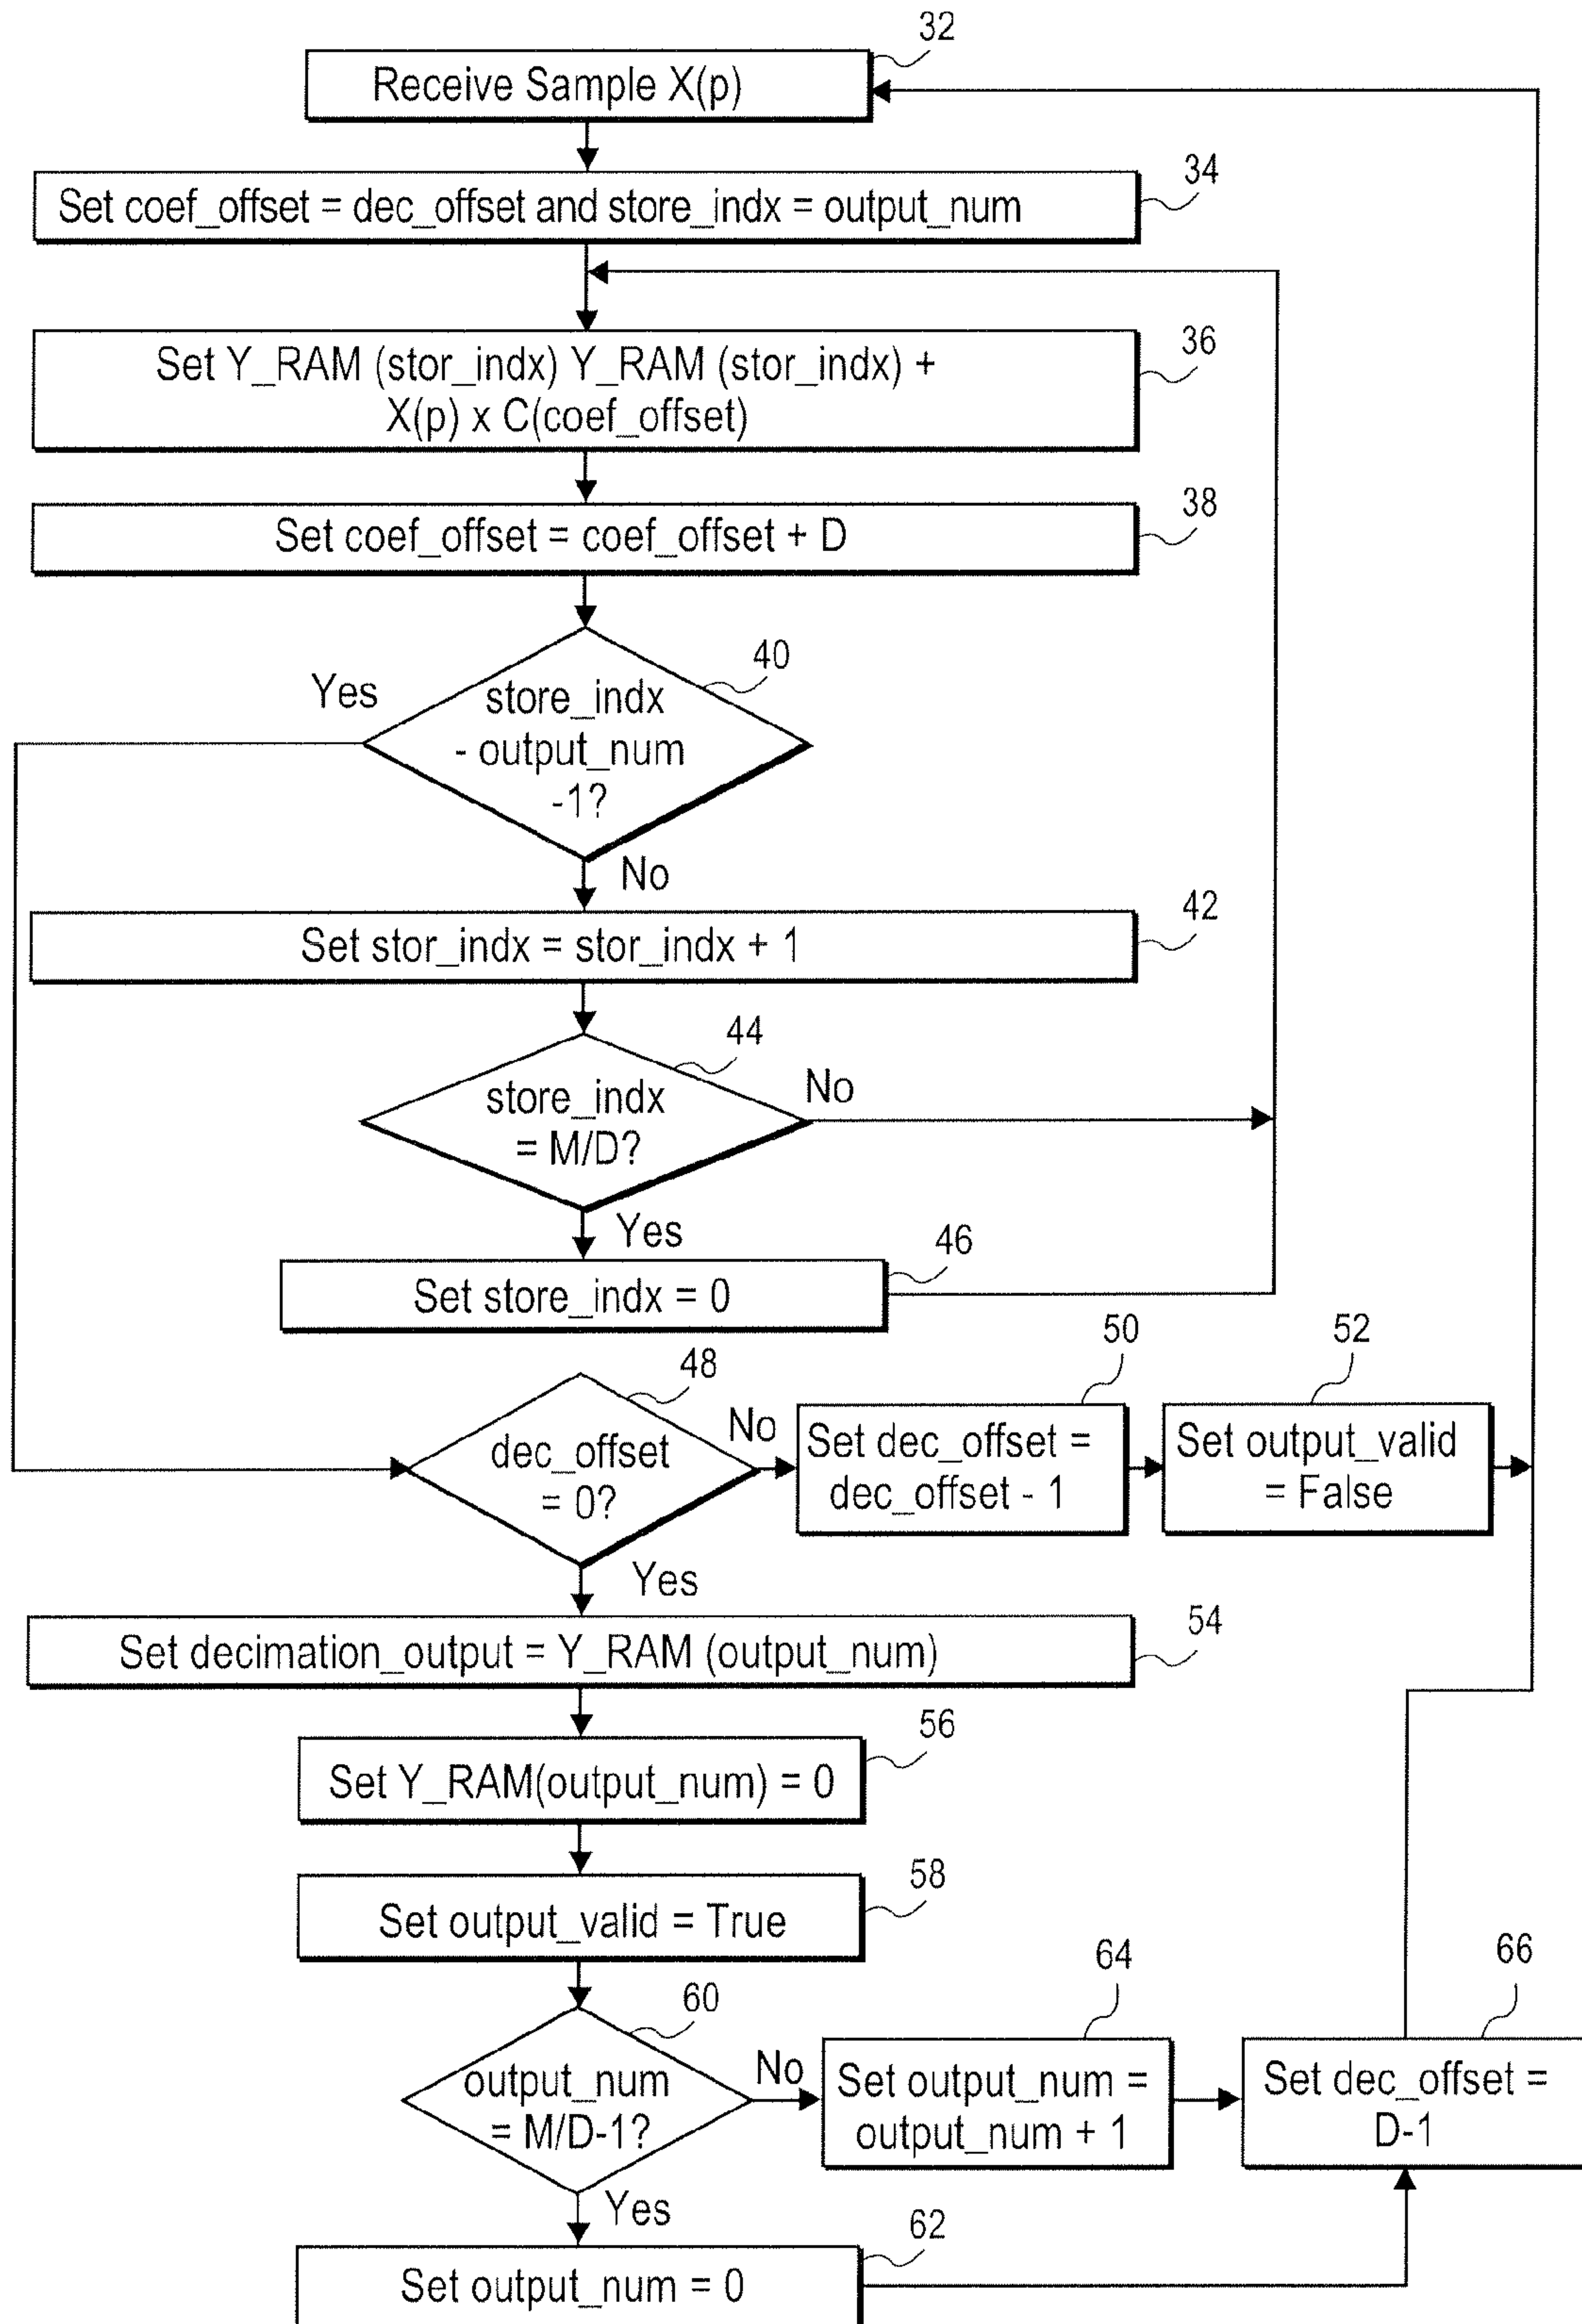 32
Receive Sample X(p)
34
Set coef_offset = dec_offset and store_indx = output_num
36
Set Y_RAM (stor_indx) Y_RAM (stor_indx) +
X(p) x C(coef_offset)
38
Set coef_offset = coef_offset + D
40
Yes
store_indx
- output_num
-1?
No
42
Set stor_indx = stor_indx + 1
44
store_indx
= M/D?
No
Yes
46
Set store_indx = 0
48
dec_offset
= 0?
No
50
Set dec_offset =
dec_offset - 1
52
Set output_valid
= False
Yes
54
Set decimation_output = Y_RAM (output_num)
56
Set Y_RAM(output_num) = 0
58
Set output_valid = True
60
output_num
= M/D-1?
No
64
Set output_num =
output_num + 1
66
Set dec_offset =
D-1
Yes
62
Set output_num = 0